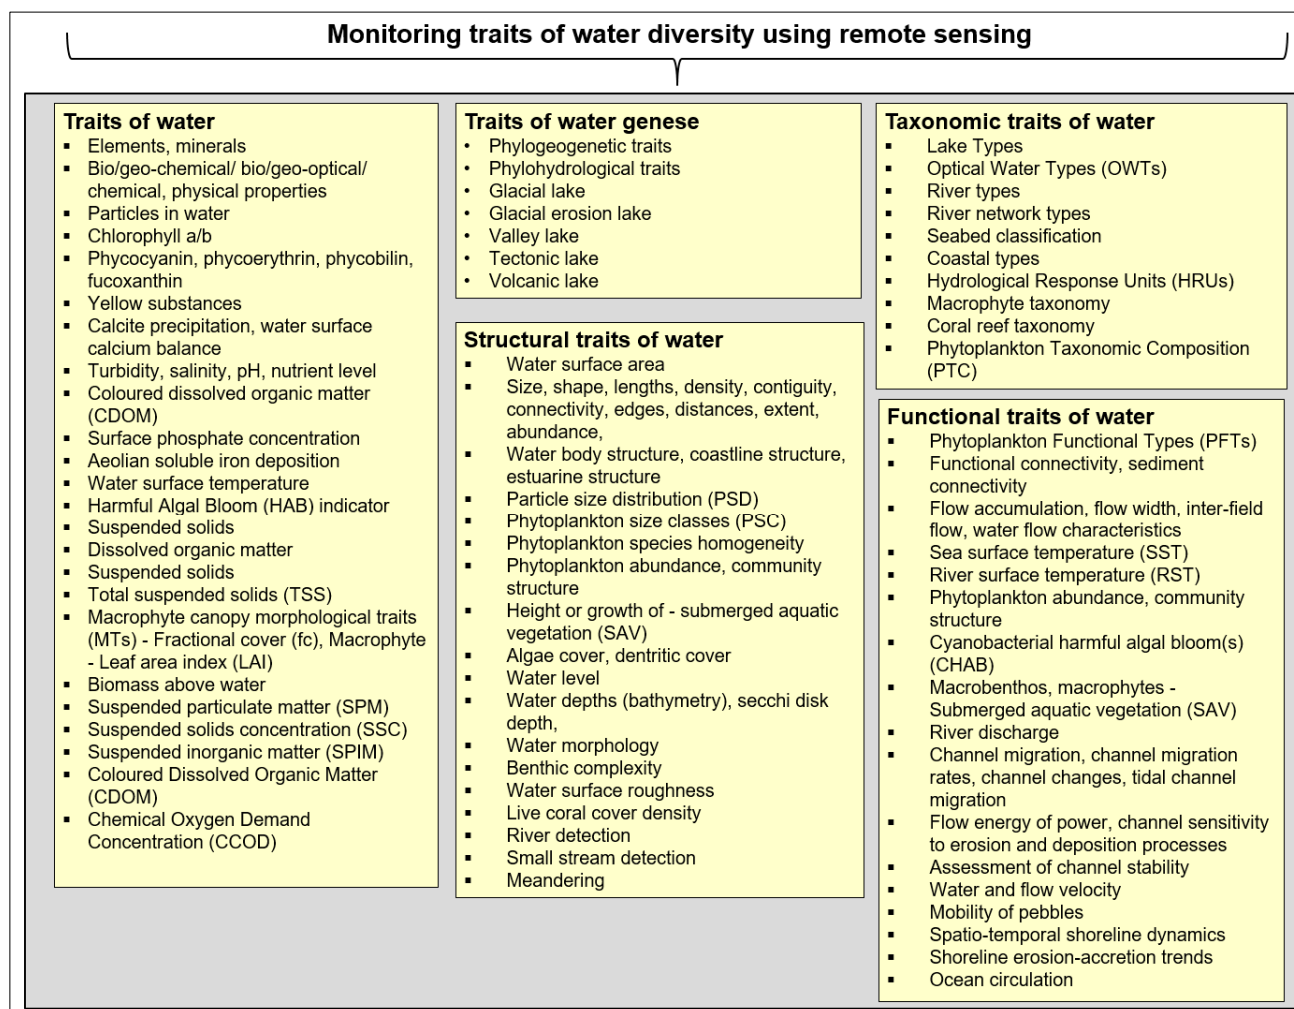 Monitoring traits of water diversity using remote sensing
Traits of water
▪ Elements, minerals
▪ Bio/geo-chemical/ bio/geo-optical/
chemical, physical properties
▪ Particles in water
▪ Chlorophyll a/b
▪ Phycocyanin, phycoerythrin, phycobilin,
fucoxanthin
▪ Yellow substances
▪ Calcite precipitation, water surface
calcium balance
▪ Turbidity, salinity, pH, nutrient level
▪ Coloured dissolved organic matter
(CDOM)
▪ Surface phosphate concentration
▪ Aeolian soluble iron deposition
▪ Water surface temperature
▪ Harmful Algal Bloom (HAB) indicator
▪ Suspended solids
▪ Dissolved organic matter
▪ Suspended solids
▪ Total suspended solids (TSS)
▪ Macrophyte canopy morphological traits
(MTs) - Fractional cover (fc), Macrophyte
- Leaf area index (LAI)
▪ Biomass above water
▪ Suspended particulate matter (SPM)
▪ Suspended solids concentration (SSC)
▪ Suspended inorganic matter (SPIM)
▪ Coloured Dissolved Organic Matter
(CDOM)
▪ Chemical Oxygen Demand
Concentration (CCOD)
Traits of water genese
• Phylogeogenetic traits
• Phylohydrological traits
• Glacial lake
• Glacial erosion lake
• Valley lake
• Tectonic lake
• Volcanic lake
Structural traits of water
▪ Water surface area
▪ Size, shape, lengths, density, contiguity,
connectivity, edges, distances, extent,
abundance,
▪ Water body structure, coastline structure,
estuarine structure
▪ Particle size distribution (PSD)
▪ Phytoplankton size classes (PSC)
▪ Phytoplankton species homogeneity
▪ Phytoplankton abundance, community
structure
▪ Height or growth of - submerged aquatic
vegetation (SAV)
▪ Algae cover, dentritic cover
▪ Water level
▪ Water depths (bathymetry), secchi disk
depth,
▪ Water morphology
▪ Benthic complexity
▪ Water surface roughness
▪ Live coral cover density
▪ River detection
▪ Small stream detection
▪ Meandering
Taxonomic traits of water
▪ Lake Types
▪ Optical Water Types (OWTs)
▪ River types
▪ River network types
▪ Seabed classification
▪ Coastal types
▪ Hydrological Response Units (HRUs)
▪ Macrophyte taxonomy
▪ Coral reef taxonomy
▪ Phytoplankton Taxonomic Composition
(PTC)
Functional traits of water
▪ Phytoplankton Functional Types (PFTs)
▪ Functional connectivity, sediment
connectivity
▪ Flow accumulation, flow width, inter-field
flow, water flow characteristics
▪ Sea surface temperature (SST)
▪ River surface temperature (RST)
▪ Phytoplankton abundance, community
structure
▪ Cyanobacterial harmful algal bloom(s)
(CHAB)
▪ Macrobenthos, macrophytes -
Submerged aquatic vegetation (SAV)
▪ River discharge
▪ Channel migration, channel migration
rates, channel changes, tidal channel
migration
▪ Flow energy of power, channel sensitivity
to erosion and deposition processes
▪ Assessment of channel stability
▪ Water and flow velocity
▪ Mobility of pebbles
▪ Spatio-temporal shoreline dynamics
▪ Shoreline erosion-accretion trends
▪ Ocean circulation